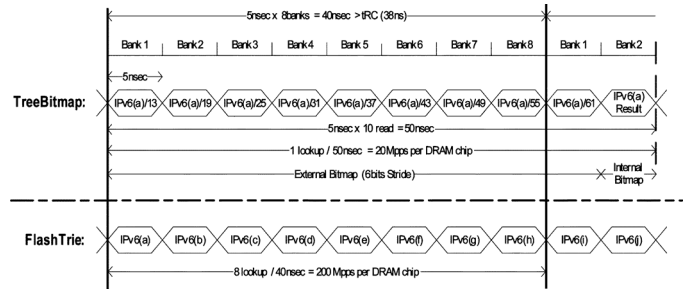 5nsec x 8banks = 40nsec > tRC (38ns)
Bank 1 Bank 2 Bank 3 Bank 4 Bank 5 Bank 6 Bank 7 Bank 8 Bank 1 Bank 2
5nsec
TreeBitmap: IPv6(a)/13 IPv6(a)/19 IPv6(a)/25 IPv6(a)/31 IPv6(a)/37 IPv6(a)/43 IPv6(a)/49 IPv6(a)/55 IPv6(a)/61 IPv6(a) Result
5nsec x 10 read = 50nsec
1 lookup / 50nsec = 20Mpps per DRAM chip
External Bitmap (6bits Stride) Internal Bitmap
FlashTrie: IPv6(a) IPv6(b) IPv6(c) IPv6(d) IPv6(e) IPv6(f) IPv6(g) IPv6(h) IPv6(i) IPv6(j)
8 lookup / 40nsec = 200 Mpps per DRAM chip